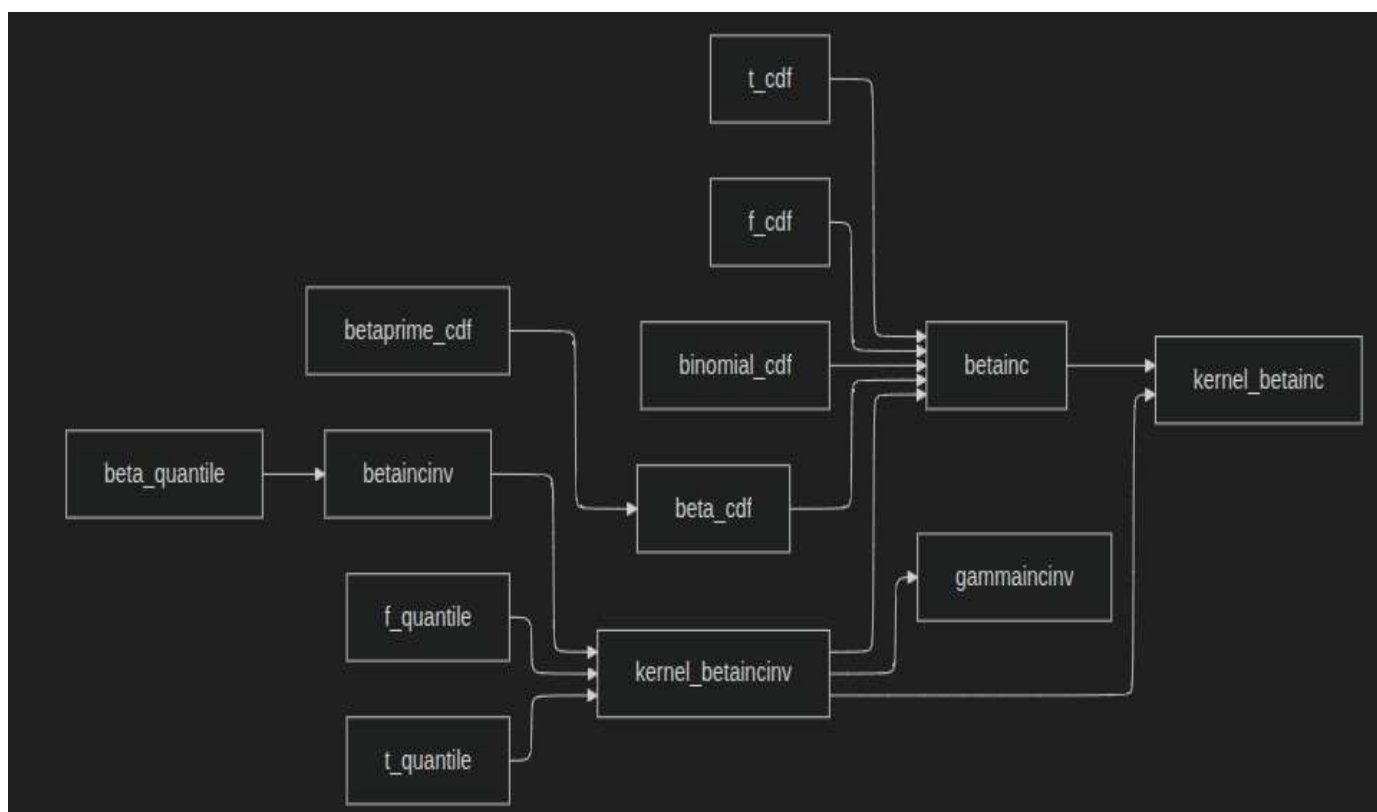 t_cdf
f_cdf
betaprime_cdf
binomial_cdf
betainc
kernel_betainc
beta_quantile
betaincinv
beta_cdf
gammaincinv
f_quantile
kernel_betaincinv
t_quantile